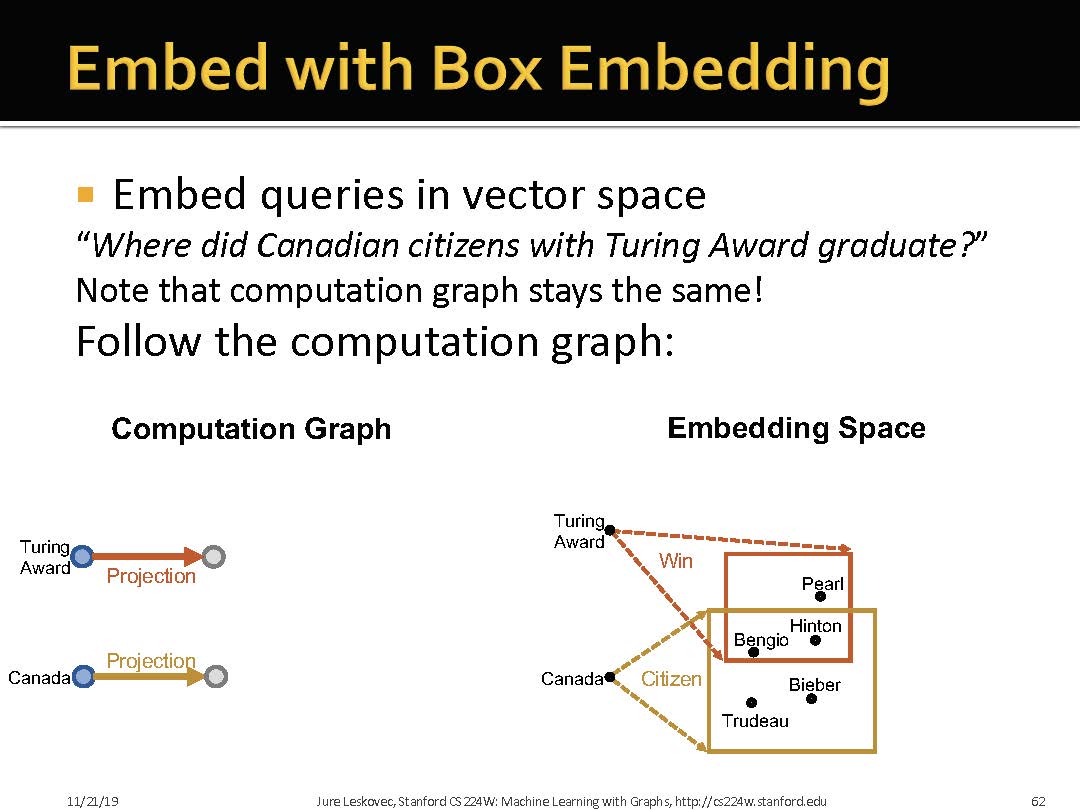 Embed with Box Embedding
Embed queries in vector space
“Where did Canadian citizens with Turing Award graduate?”
Note that computation graph stays the same!
Follow the computation graph:
Computation Graph
Embedding Space
Turing
Award
Projection
Canada
Projection
Turing
Award
Win
Pearl
Hinton
Bengio
Canada
Citizen
Bieber
Trudeau
11/21/19
Jure Leskovec, Stanford CS224W: Machine Learning with Graphs, http://cs224w.stanford.edu
62